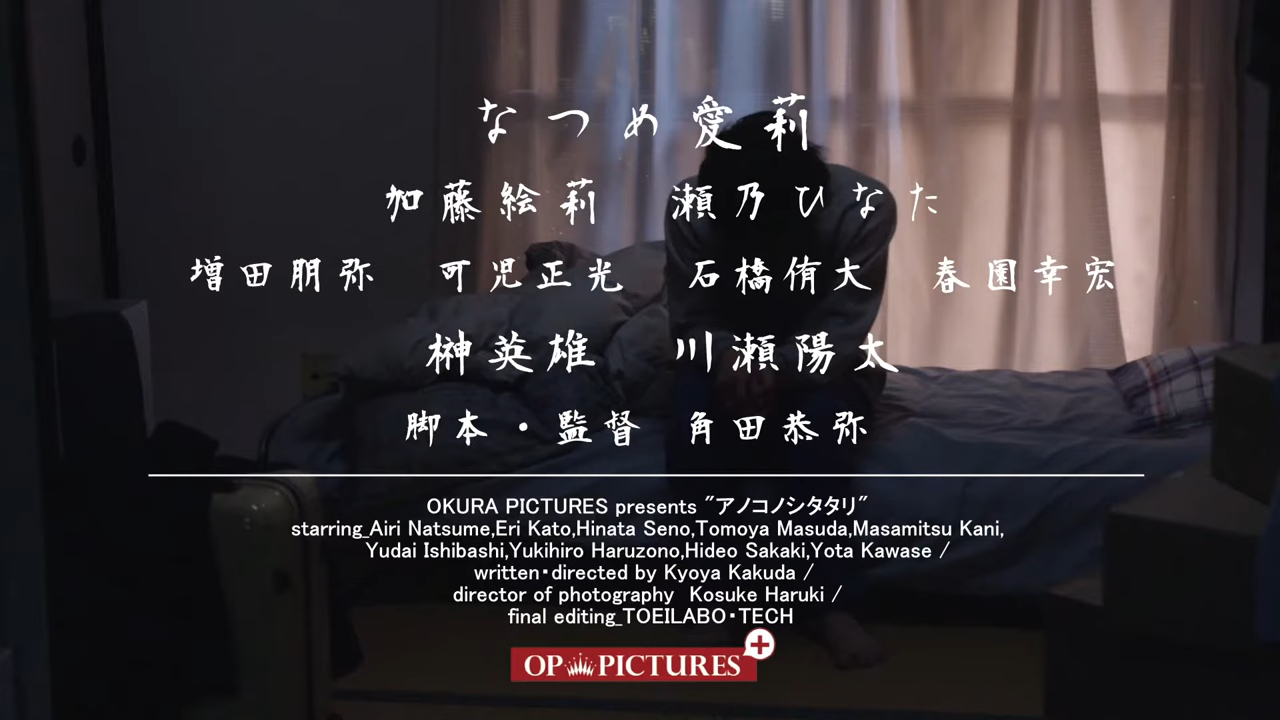 なつめ愛莉
加藤絵莉　瀬乃ひなた
増田朋弥　可児正光　石橋侑大　春園幸宏
榊英雄　川瀬陽太
脚本・監督　角田恭弥
OKURA PICTURES presents "アノコノシタタリ"
starring_Airi Natsume,Eri Kato,Hinata Seno,Tomoya Masuda,Masamitsu Kani,
Yudai Ishibashi,Yukihiro Haruzono,Hideo Sakaki,Yota Kawase /
written・directed by Kyoya Kakuda /
director of photography Kosuke Haruki /
final editing_TOEILABO・TECH
OP PICTURES+